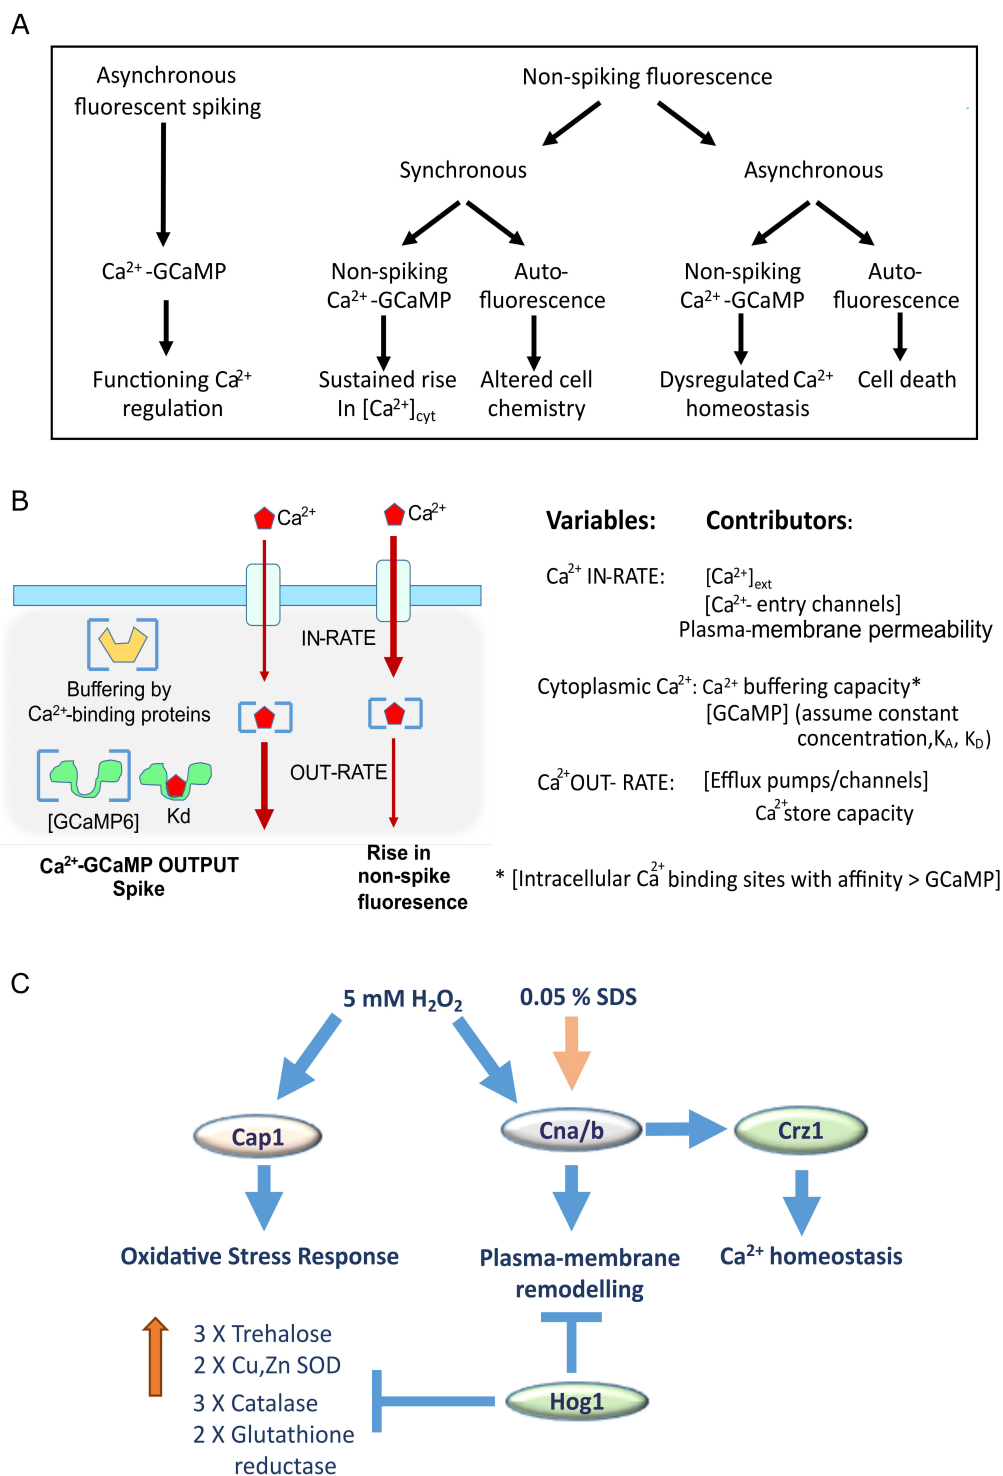 A
Asynchronous
fluorescent spiking
Non-spiking fluorescence
Synchronous
Asynchronous
Ca²⁺ -GCaMP
Non-spiking
Ca²⁺ -GCaMP
Auto-
fluorescence
Non-spiking
Ca²⁺ -GCaMP
Auto-
fluorescence
Functioning Ca²⁺
regulation
Sustained rise
In [Ca²⁺]cyt
Altered cell
chemistry
Dysregulated Ca²⁺
homeostasis
Cell death
B
Ca²⁺
Ca²⁺
IN-RATE
Buffering by
Ca²⁺-binding proteins
OUT-RATE
[GCaMP6]
Kd
Ca²⁺-GCaMP OUTPUT
Spike
Rise in
non-spike
fluoresence
Variables: Contributors:
Ca²⁺ IN-RATE: [Ca²⁺]ext
[Ca²⁺- entry channels]
Plasma-membrane permeability
Cytoplasmic Ca²⁺: Ca²⁺ buffering capacity*
[GCaMP] (assume constant
concentration,KA, KD)
Ca²⁺OUT- RATE: [Efflux pumps/channels]
Ca²⁺store capacity
* [Intracellular Ca²⁺ binding sites with affinity > GCaMP]
C
5 mM H₂O₂
0.05 % SDS
Cap1
Cna/b
Crz1
Oxidative Stress Response
Plasma-membrane
remodelling
Ca²⁺ homeostasis
3 X Trehalose
2 X Cu,Zn SOD
3 X Catalase
2 X Glutathione
reductase
Hog1